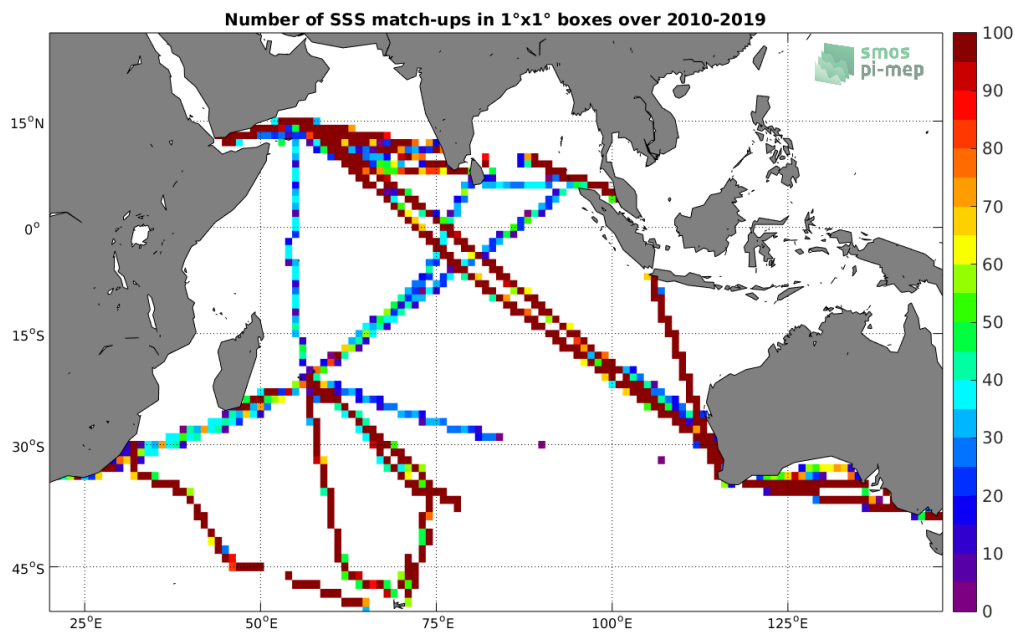 Number of SSS match-ups in 1°x1° boxes over 2010-2019
smos
pi-mep
15°N
0°
15°S
30°S
45°S
25°E
50°E
75°E
100°E
125°E
100
90
80
70
60
50
40
30
20
10
0